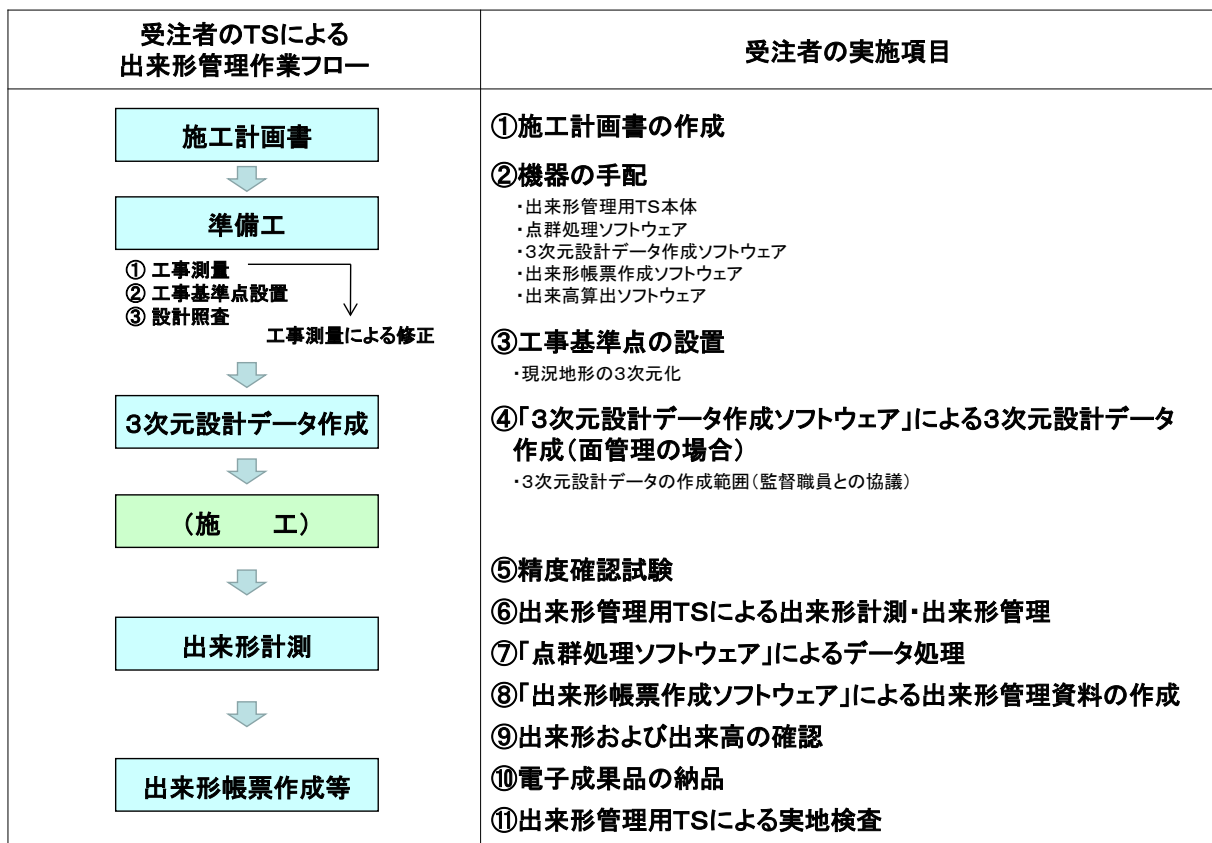 受注者のTSによる
出来形管理作業フロー
受注者の実施項目
施工計画書
準備工
① 工事測量
② 工事基準点設置
③ 設計照査
工事測量による修正
3次元設計データ作成
(施　　工)
出来形計測
出来形帳票作成等
①施工計画書の作成
②機器の手配
・出来形管理用TS本体
・点群処理ソフトウェア
・3次元設計データ作成ソフトウェア
・出来形帳票作成ソフトウェア
・出来高算出ソフトウェア
③工事基準点の設置
・現況地形の3次元化
④「3次元設計データ作成ソフトウェア」による3次元設計データ
作成(面管理の場合)
・3次元設計データの作成範囲(監督職員との協議)
⑤精度確認試験
⑥出来形管理用TSによる出来形計測・出来形管理
⑦「点群処理ソフトウェア」によるデータ処理
⑧「出来形帳票作成ソフトウェア」による出来形管理資料の作成
⑨出来形および出来高の確認
⑩電子成果品の納品
⑪出来形管理用TSによる実地検査